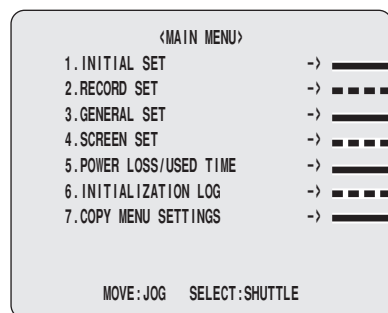 <MAIN MENU>
1.INITIAL SET ->
2.RECORD SET ->
3.GENERAL SET ->
4.SCREEN SET ->
5.POWER LOSS/USED TIME ->
6.INITIALIZATION LOG ->
7.COPY MENU SETTINGS ->
MOVE:JOG SELECT:SHUTTLE